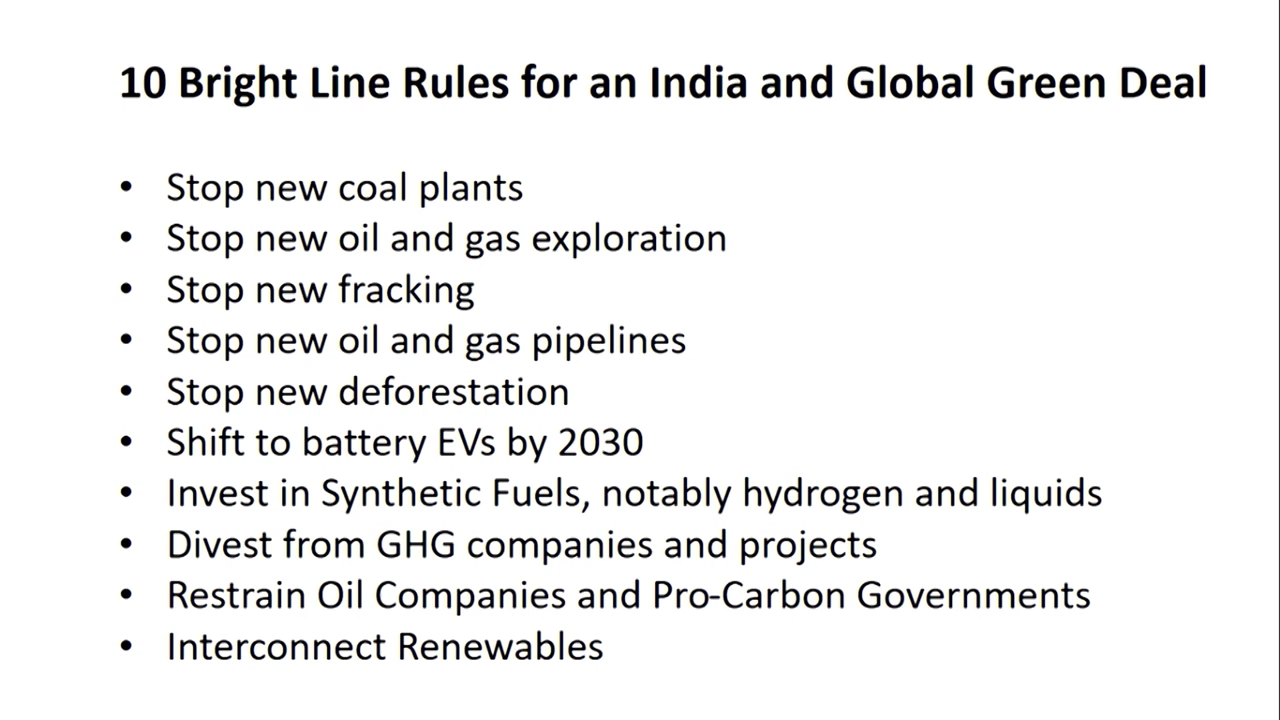 10 Bright Line Rules for an India and Global Green Deal
• Stop new coal plants
• Stop new oil and gas exploration
• Stop new fracking
• Stop new oil and gas pipelines
• Stop new deforestation
• Shift to battery EVs by 2030
• Invest in Synthetic Fuels, notably hydrogen and liquids
• Divest from GHG companies and projects
• Restrain Oil Companies and Pro-Carbon Governments
• Interconnect Renewables